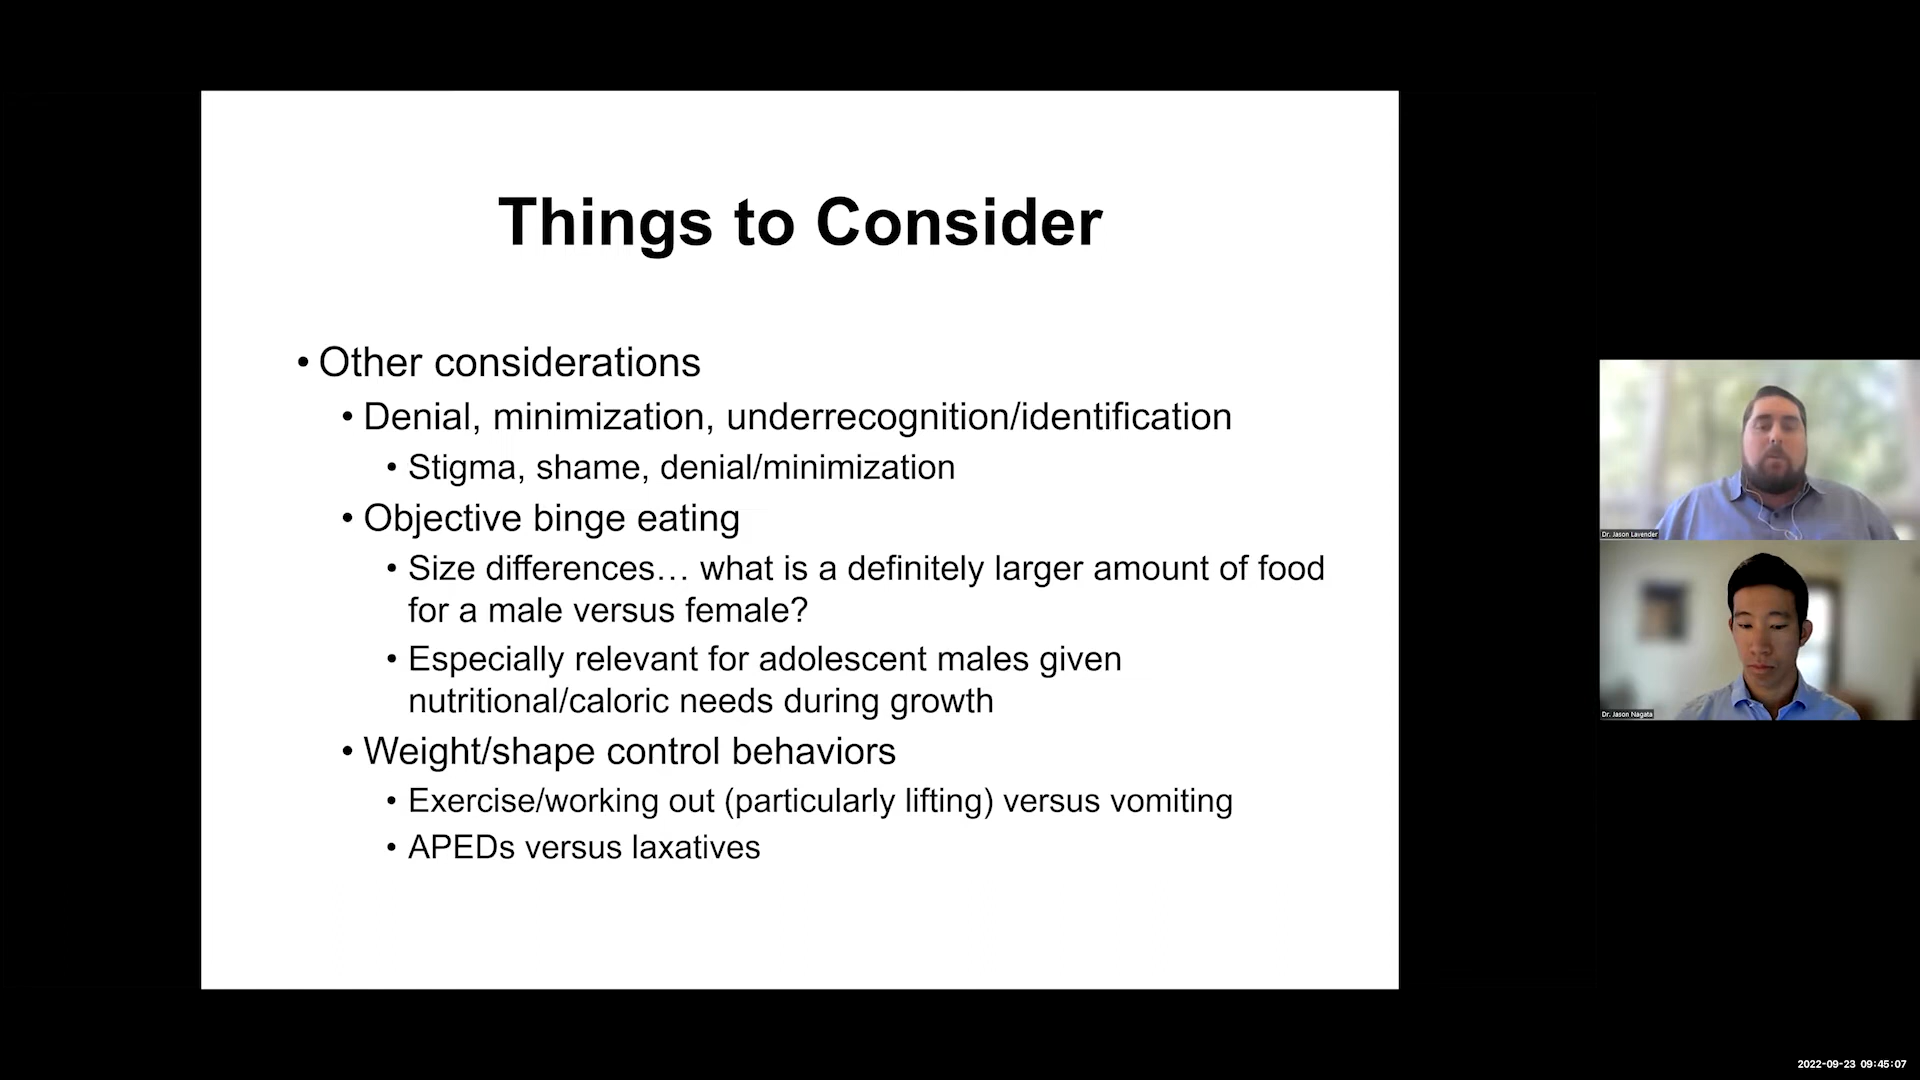 Things to Consider
• Other considerations
• Denial, minimization, underrecognition/identification
• Stigma, shame, denial/minimization
• Objective binge eating
• Size differences… what is a definitely larger amount of food
for a male versus female?
• Especially relevant for adolescent males given
nutritional/caloric needs during growth
• Weight/shape control behaviors
• Exercise/working out (particularly lifting) versus vomiting
• APEDs versus laxatives
Dr. Jason Lavender
Dr. Jason Nagata
2022-09-23 09:45:07